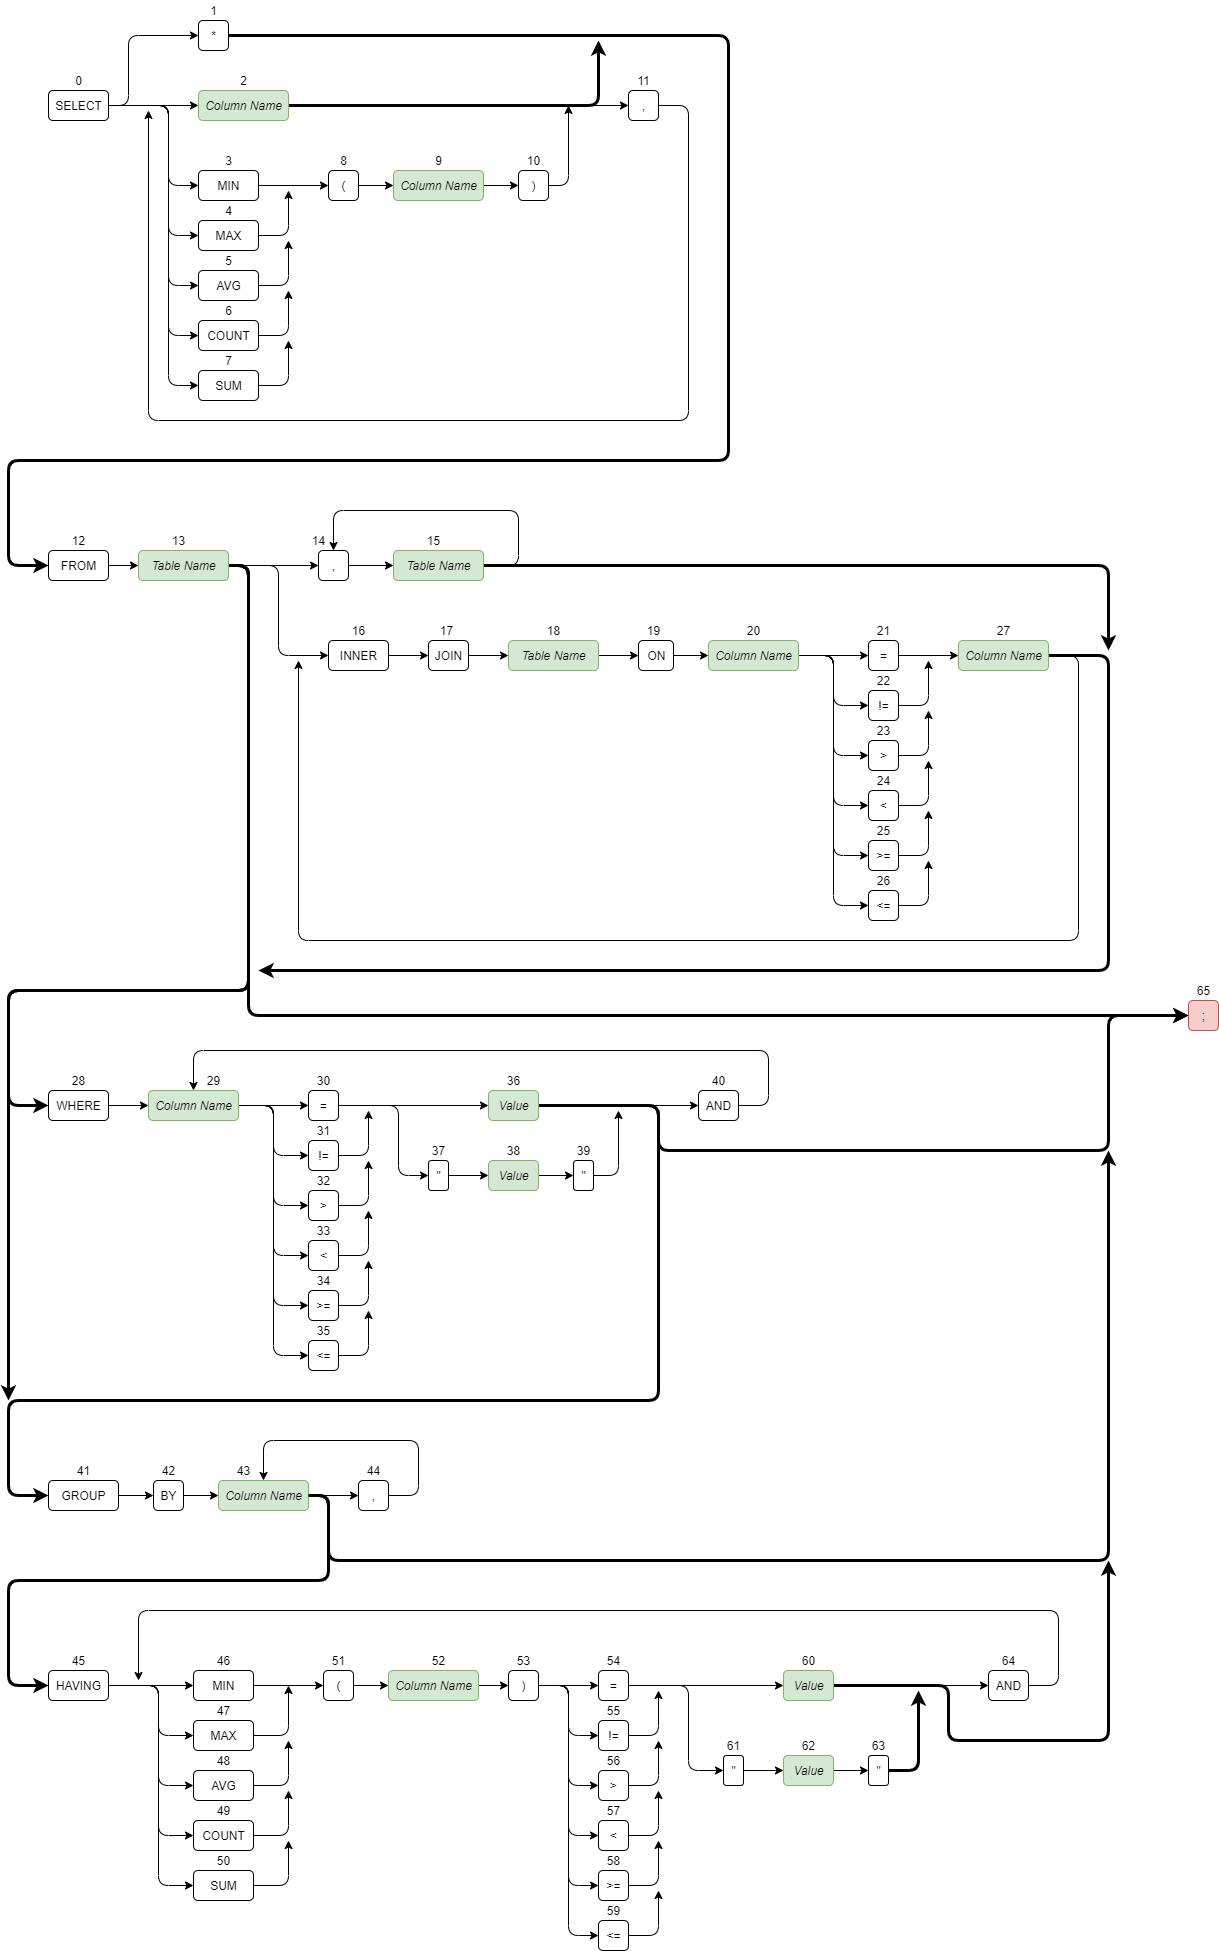 1
*
0
2
11
SELECT
Column Name
,
3
8
9
10
MIN
(
Column Name
)
4
MAX
5
AVG
6
COUNT
7
SUM
12
13
14
15
FROM
Table Name
,
Table Name
16
17
18
19
20
21
27
INNER
JOIN
Table Name
ON
Column Name
=
Column Name
22
!=
23
>
24
<
25
>=
26
<=
65
;
28
29
30
36
40
WHERE
Column Name
=
Value
AND
31
!=
37
38
39
"
Value
"
32
>
33
<
34
>=
35
<=
41
42
43
44
GROUP
BY
Column Name
,
45
46
51
52
53
54
60
64
HAVING
MIN
(
Column Name
)
=
Value
AND
47
55
MAX
!=
61
62
63
"
Value
"
48
56
AVG
>
49
57
COUNT
<
50
58
SUM
>=
59
<=